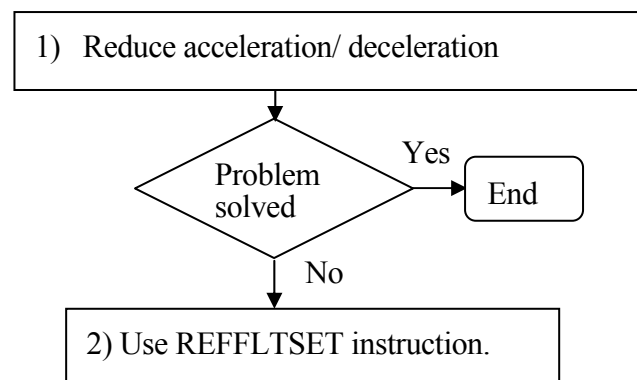 1) Reduce acceleration/ deceleration
Problem
solved
Yes
End
No
2) Use REFFLTSET instruction.